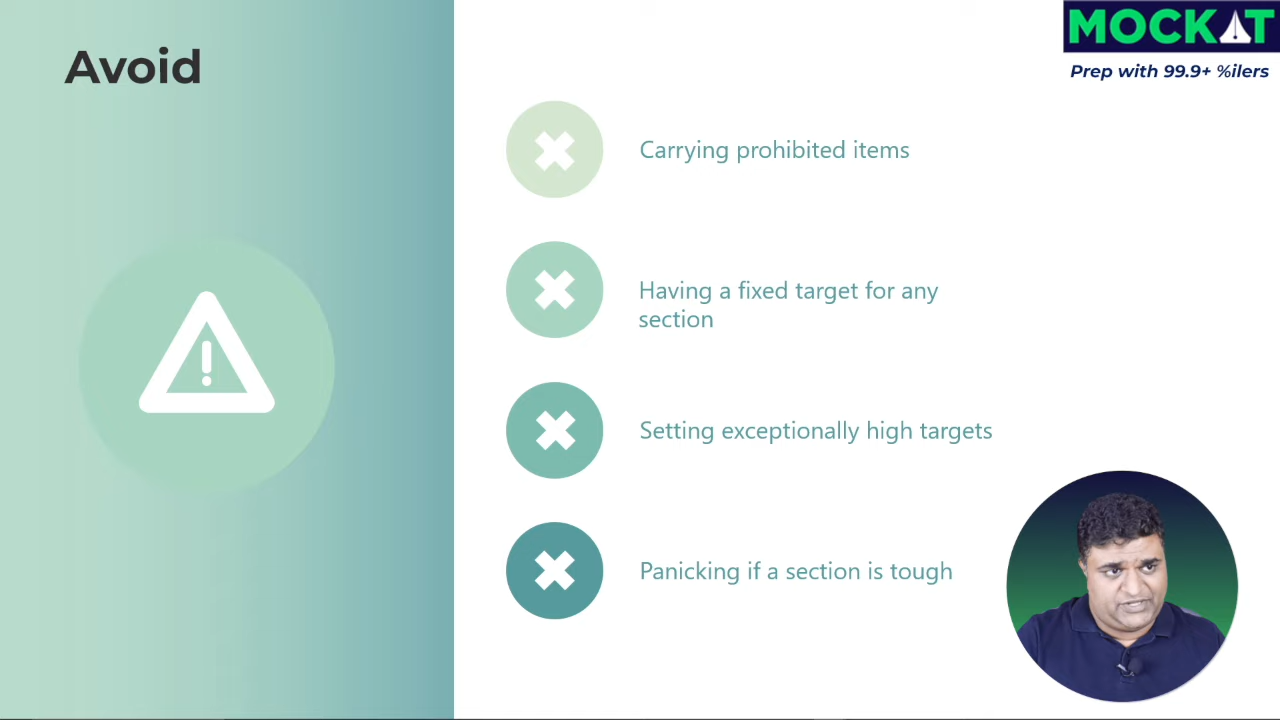 Avoid
MOCKAT
Prep with 99.9+ %ilers
Carrying prohibited items
Having a fixed target for any
section
Setting exceptionally high targets
Panicking if a section is tough